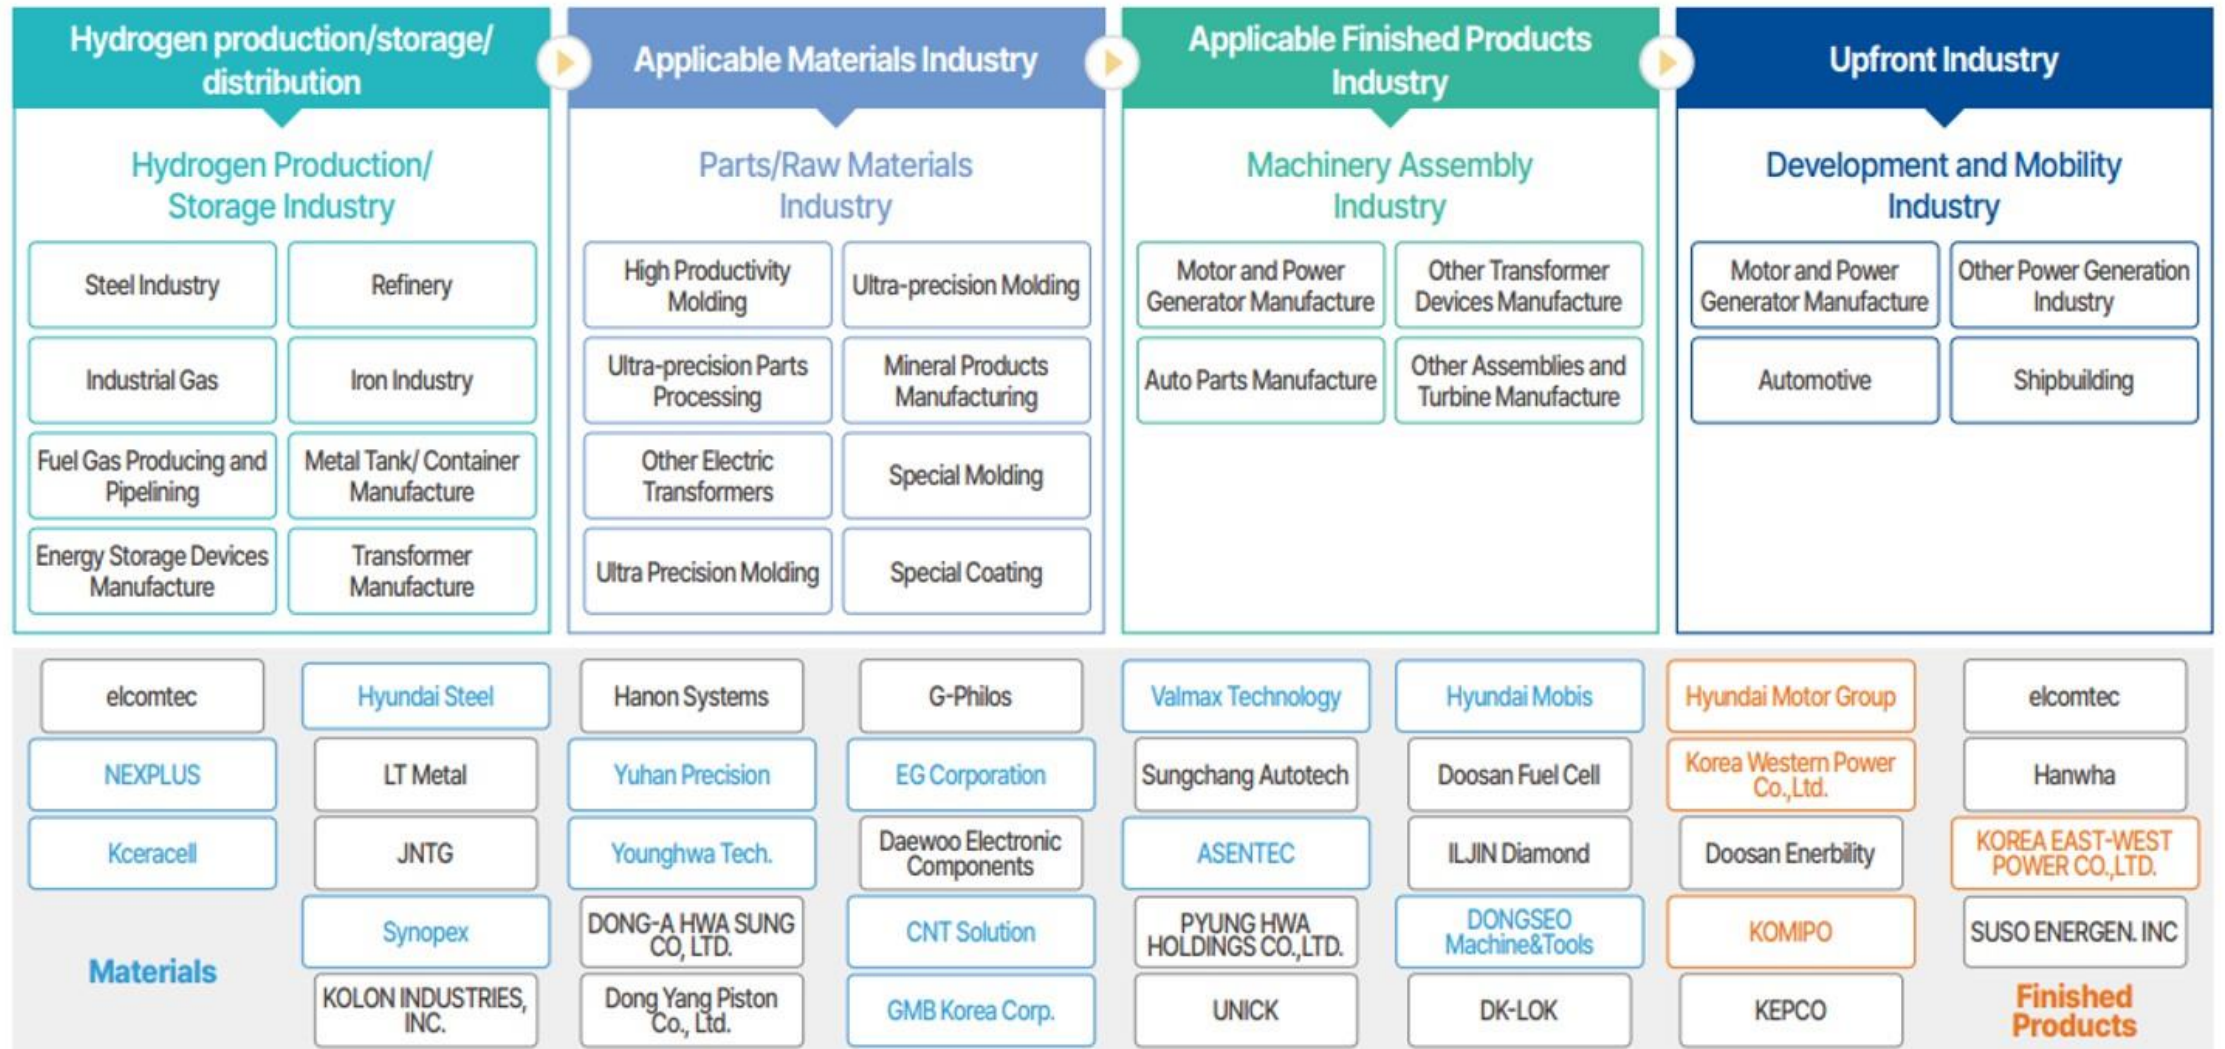 Hydrogen production/storage/
distribution
Applicable Materials Industry
Applicable Finished Products
Industry
Upfront Industry
Hydrogen Production/
Storage Industry
Steel Industry
Refinery
Industrial Gas
Iron Industry
Fuel Gas Producing and
Pipelining
Metal Tank/ Container
Manufacture
Energy Storage Devices
Manufacture
Transformer
Manufacture
Parts/Raw Materials
Industry
High Productivity
Molding
Ultra-precision Molding
Ultra-precision Parts
Processing
Mineral Products
Manufacturing
Other Electric
Transformers
Special Molding
Ultra Precision Molding
Special Coating
Machinery Assembly
Industry
Motor and Power
Generator Manufacture
Other Transformer
Devices Manufacture
Auto Parts Manufacture
Other Assemblies and
Turbine Manufacture
Development and Mobility
Industry
Motor and Power
Generator Manufacture
Other Power Generation
Industry
Automotive
Shipbuilding
elcomtec
Hyundai Steel
Hanon Systems
G-Philos
Valmax Technology
Hyundai Mobis
Hyundai Motor Group
elcomtec
NEXPLUS
LT Metal
Yuhan Precision
EG Corporation
Sungchang Autotech
Doosan Fuel Cell
Korea Western Power
Co.,Ltd.
Hanwha
Kceracell
JNTG
Younghwa Tech.
Daewoo Electronic
Components
ASENTEC
ILJIN Diamond
Doosan Enerbility
KOREA EAST-WEST
POWER CO.,LTD.
Synopex
DONG-A HWA SUNG
CO, LTD.
CNT Solution
PYUNG HWA
HOLDINGS CO.,LTD.
DONGSEO
Machine&Tools
KOMIPO
SUSO ENERGEN. INC
Materials
KOLON INDUSTRIES,
INC.
Dong Yang Piston
Co., Ltd.
GMB Korea Corp.
UNICK
DK-LOK
KEPCO
Finished
Products